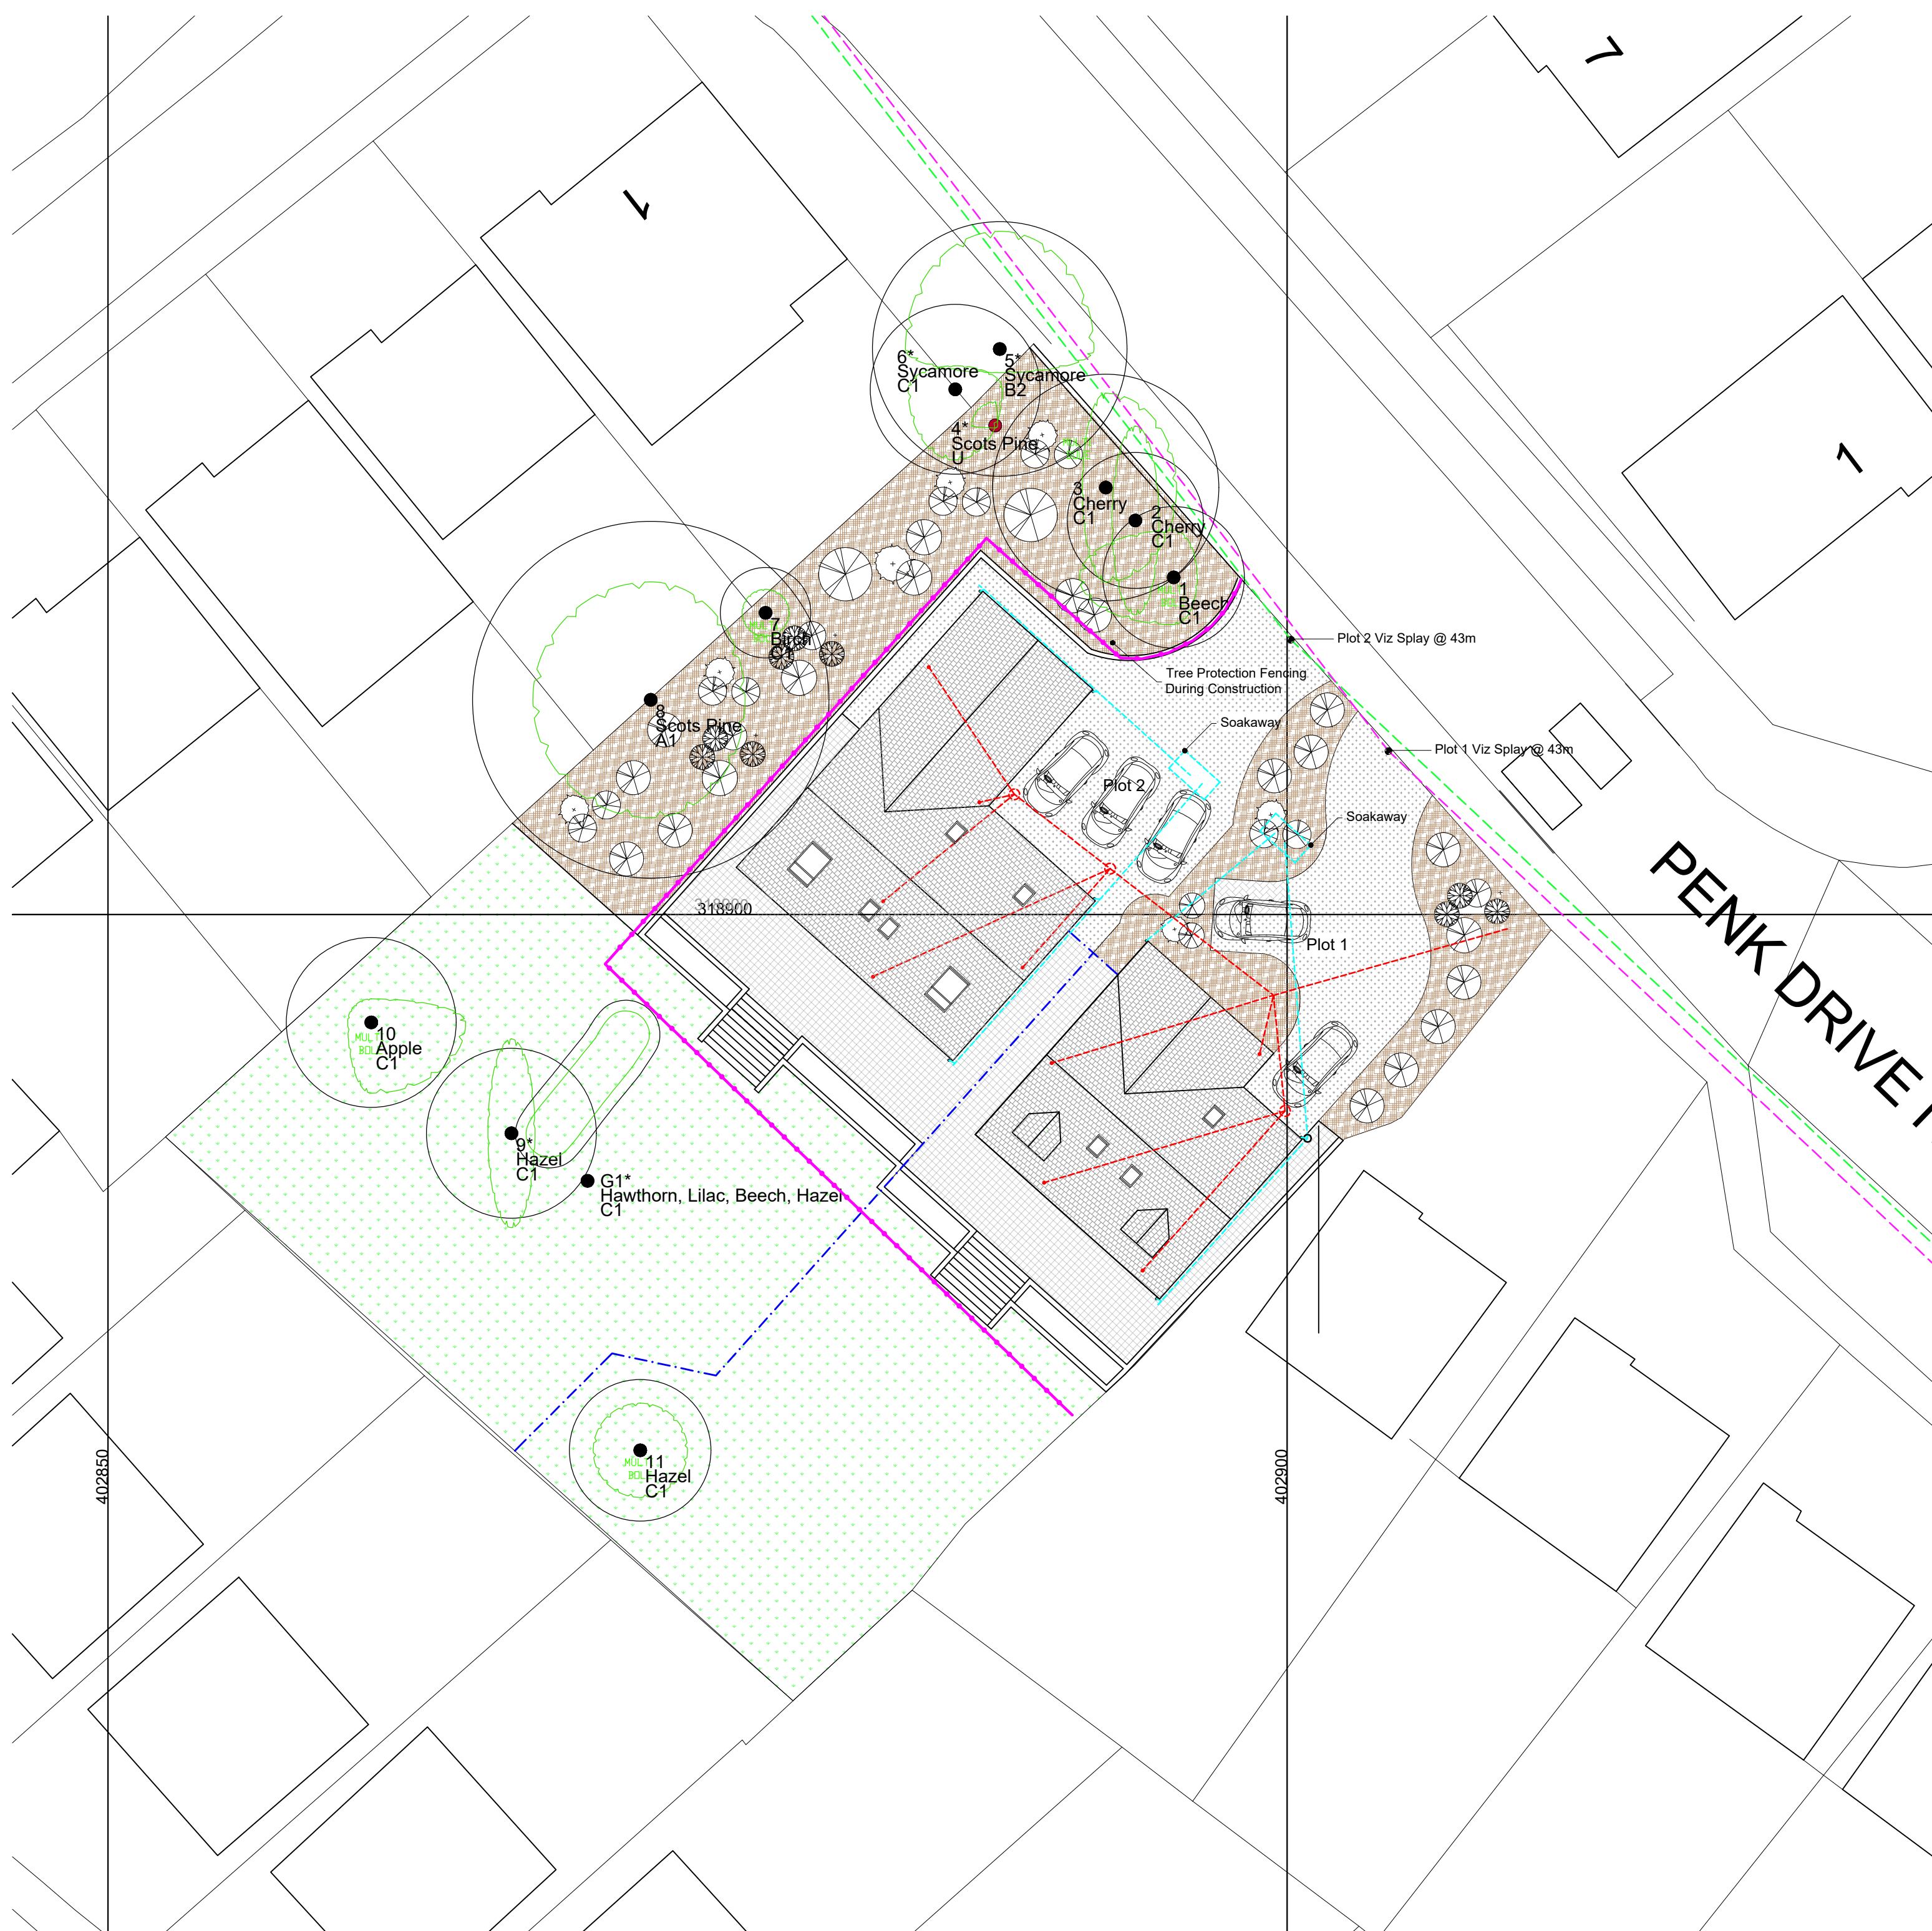 7
1
6*
Sycamore
C1
5*
Sycamore
B2
4*
Scots Pine
U
3
Cherry
C1
2
Cherry
C1
1
1
Beech
C1
7
Birch
C1
Plot 2 Viz Splay @ 43m
Tree Protection Fencing
During Construction
8
Scots Pine
A1
Soakaway
Plot 1 Viz Splay @ 43m
Plot 2
Soakaway
318900
Plot 1
PENK DRIVE
10
Apple
C1
9*
Hazel
C1
G1*
Hawthorn, Lilac, Beech, Hazel
C1
11
Hazel
C1
402850
402900